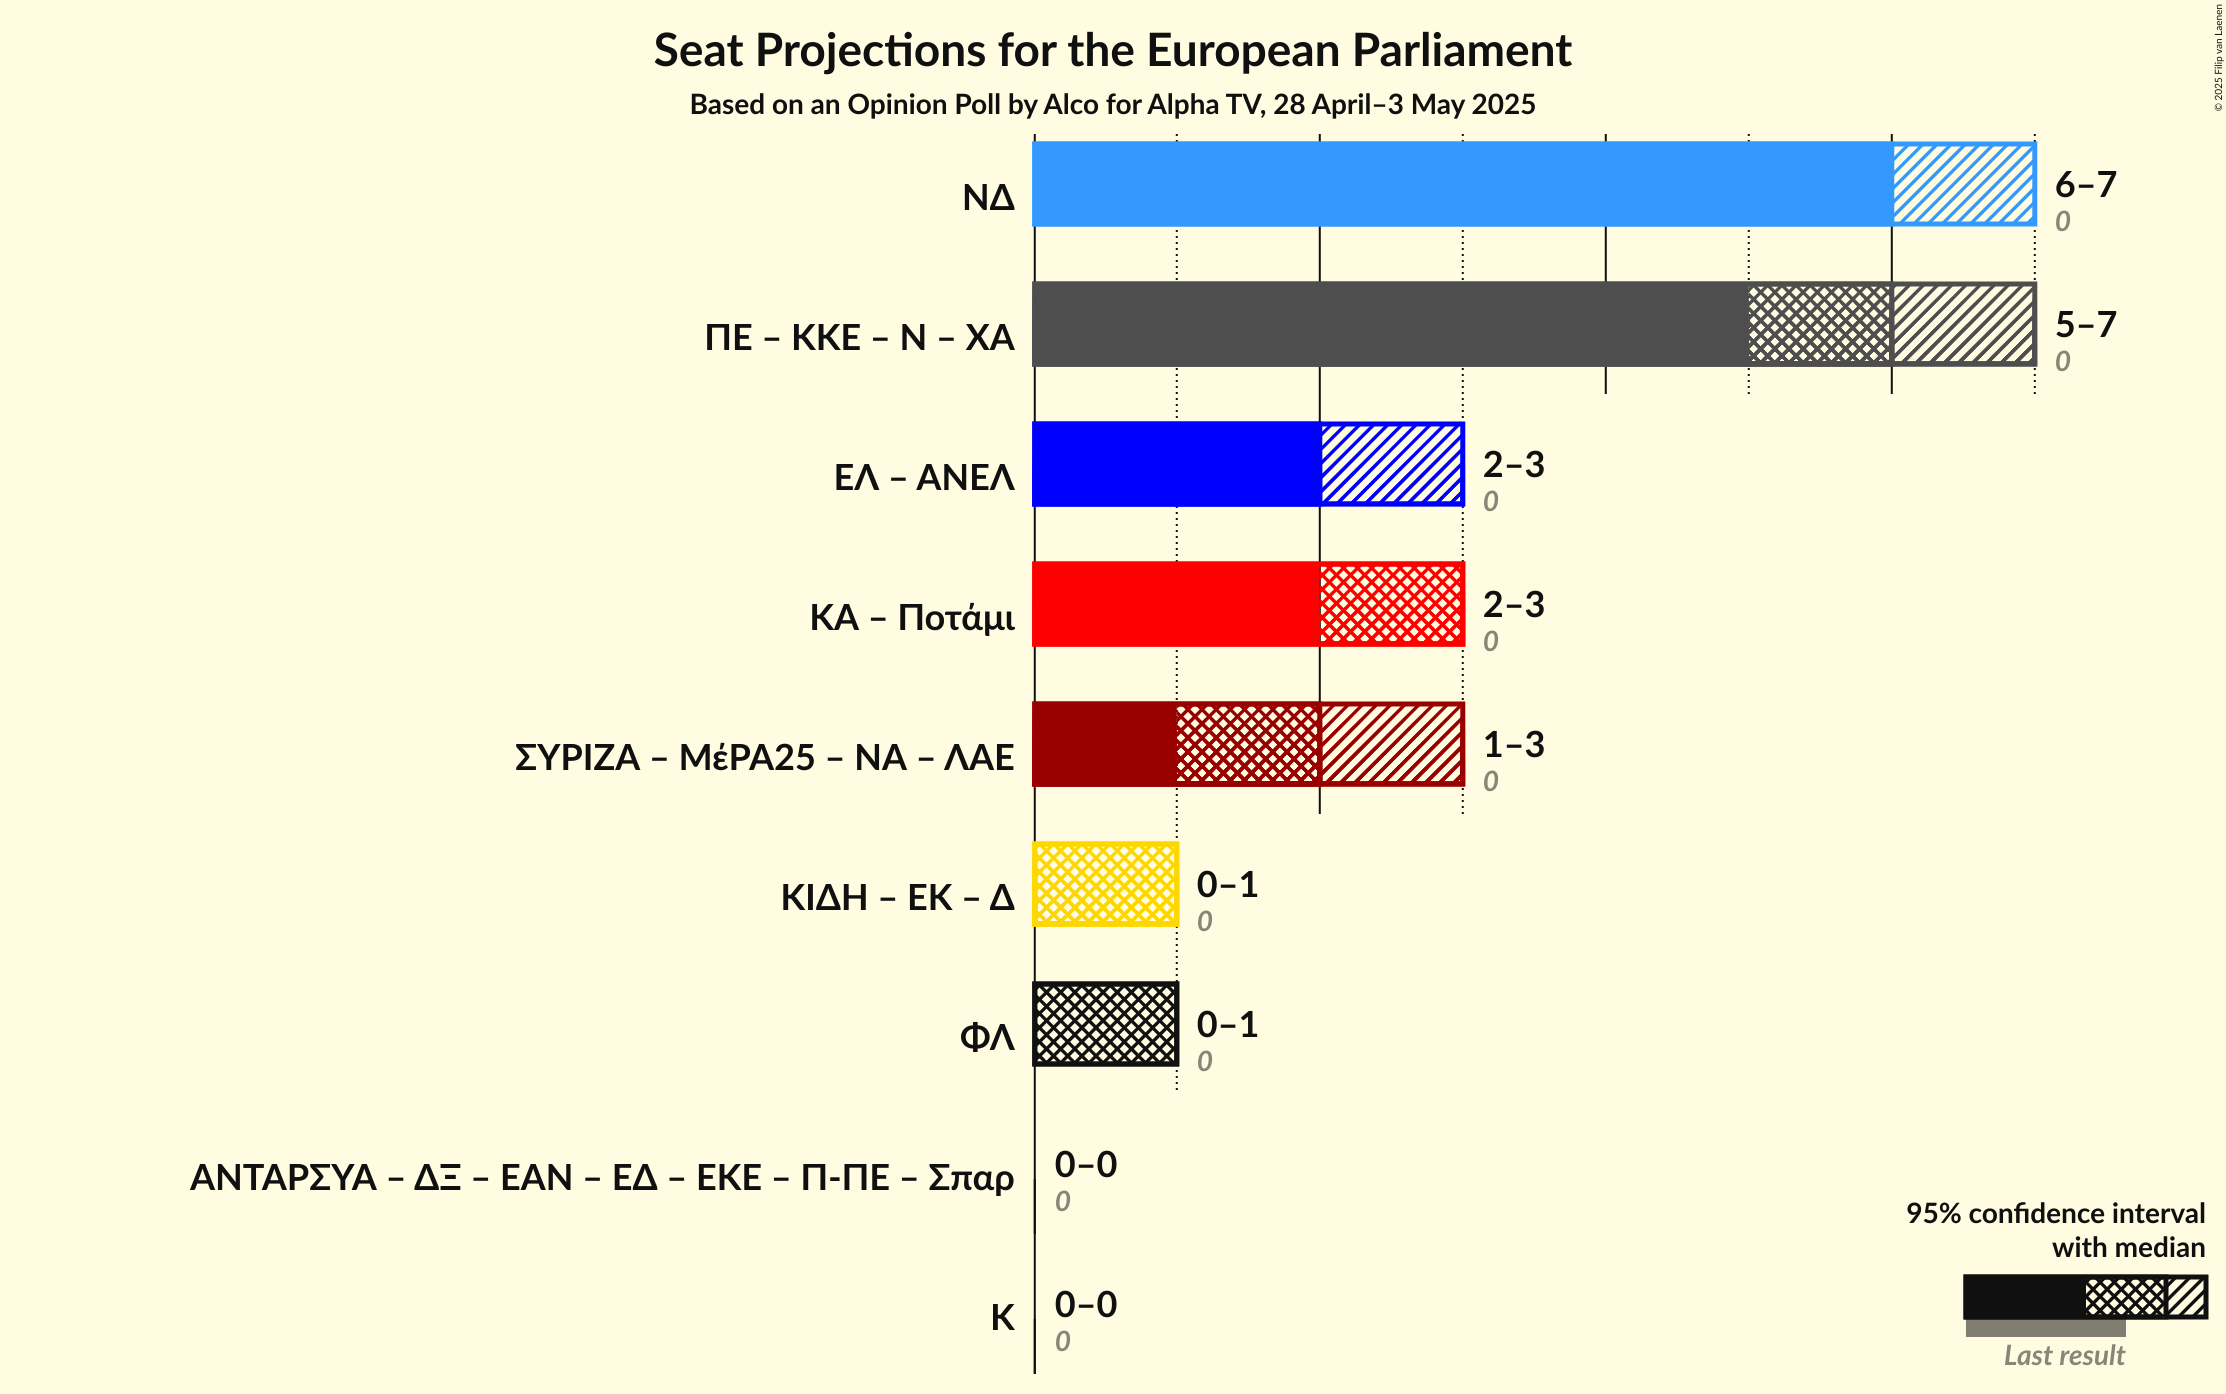 Seat Projections for the European Parliament
Based on an Opinion Poll by Alco for Alpha TV, 28 April–3 May 2025
© 2025 Filip van Laenen
ΝΔ
6–7
0
ΠΕ – ΚΚΕ – Ν – ΧΑ
5–7
0
ΕΛ – ΑΝΕΛ
2–3
0
ΚΑ – Ποτάμι
2–3
0
ΣΥΡΙΖΑ – ΜέΡΑ25 – ΝΑ – ΛΑΕ
1–3
0
ΚΙΔΗ – ΕΚ – Δ
0–1
0
ΦΛ
0–1
0
ΑΝΤΑΡΣΥΑ – ΔΞ – ΕΑΝ – ΕΔ – ΕΚΕ – Π-ΠΕ – Σπαρ
0–0
0
Κ
0–0
0
95% confidence interval
with median
Last result